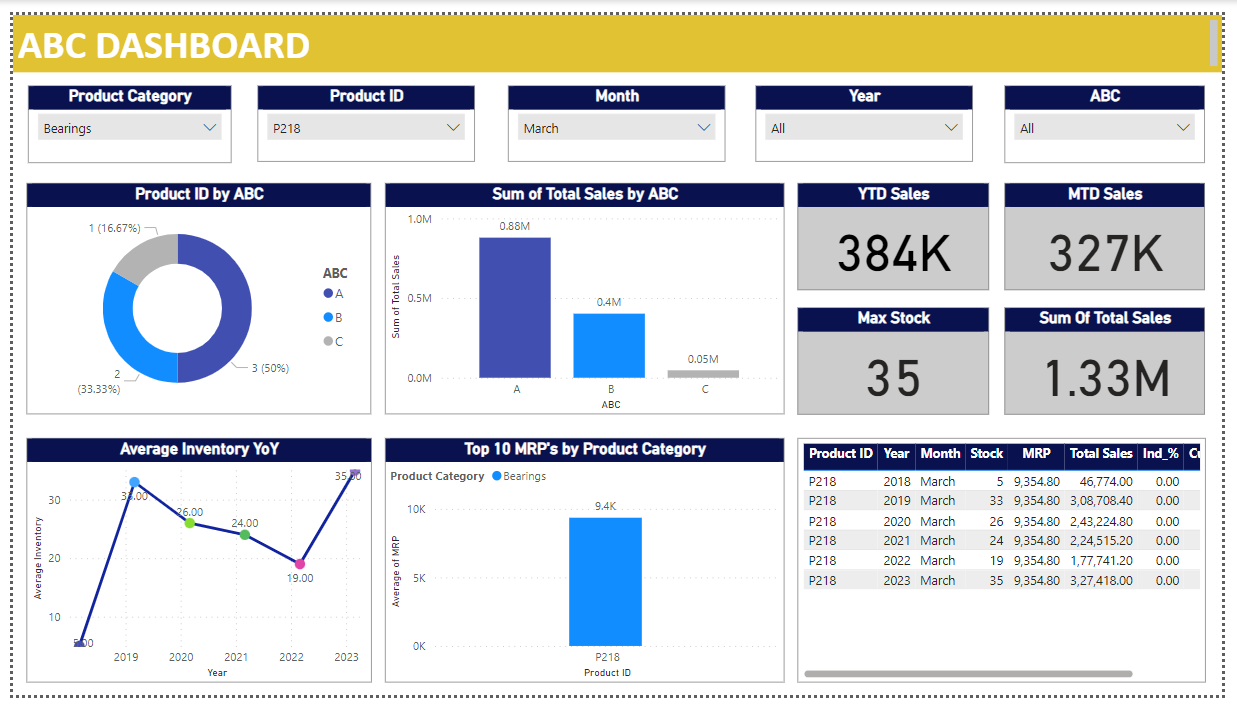 ABC DASHBOARD
Product Category
Bearings
Product ID
P218
Month
March
Year
All
ABC
All
Product ID by ABC
1 (16.67%)
2
(33.33%)
3 (50%)
ABC
A
B
C
Sum of Total Sales by ABC
Sum of Total Sales
1.0M
0.5M
0.0M
0.88M
0.4M
0.05M
A B C
ABC
YTD Sales
384K
MTD Sales
327K
Max Stock
35
Sum Of Total Sales
1.33M
Average Inventory YoY
Average Inventory
30
20
10
5.00
33.00
26.00
24.00
19.00
35.00
2019 2020 2021 2022 2023
Year
Top 10 MRP's by Product Category
Product Category Bearings
Average of MRP
10K
5K
0K
9.4K
P218
Product ID
Product ID Year Month Stock MRP Total Sales Ind_%
P218 2018 March 5 9,354.80 46,774.00 0.00
P218 2019 March 33 9,354.80 3,08,708.40 0.00
P218 2020 March 26 9,354.80 2,43,224.80 0.00
P218 2021 March 24 9,354.80 2,24,515.20 0.00
P218 2022 March 19 9,354.80 1,77,741.20 0.00
P218 2023 March 35 9,354.80 3,27,418.00 0.00